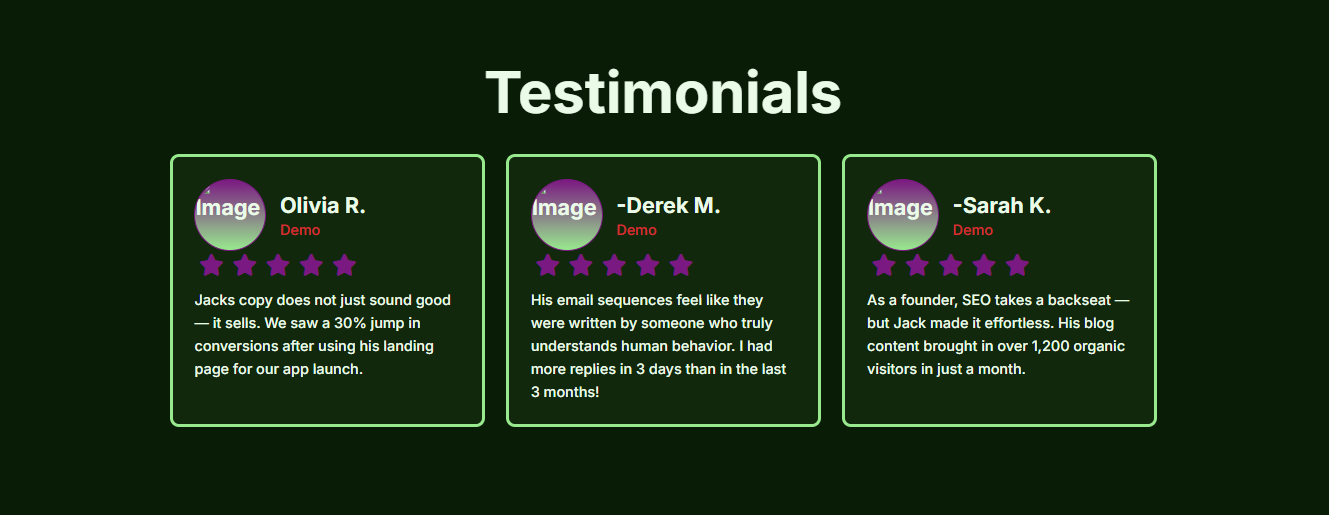 Testimonials
Image
Olivia R.
Demo
Jacks copy does not just sound good
— it sells. We saw a 30% jump in
conversions after using his landing
page for our app launch.
Image
-Derek M.
Demo
His email sequences feel like they
were written by someone who truly
understands human behavior. I had
more replies in 3 days than in the last
3 months!
Image
-Sarah K.
Demo
As a founder, SEO takes a backseat —
but Jack made it effortless. His blog
content brought in over 1,200 organic
visitors in just a month.